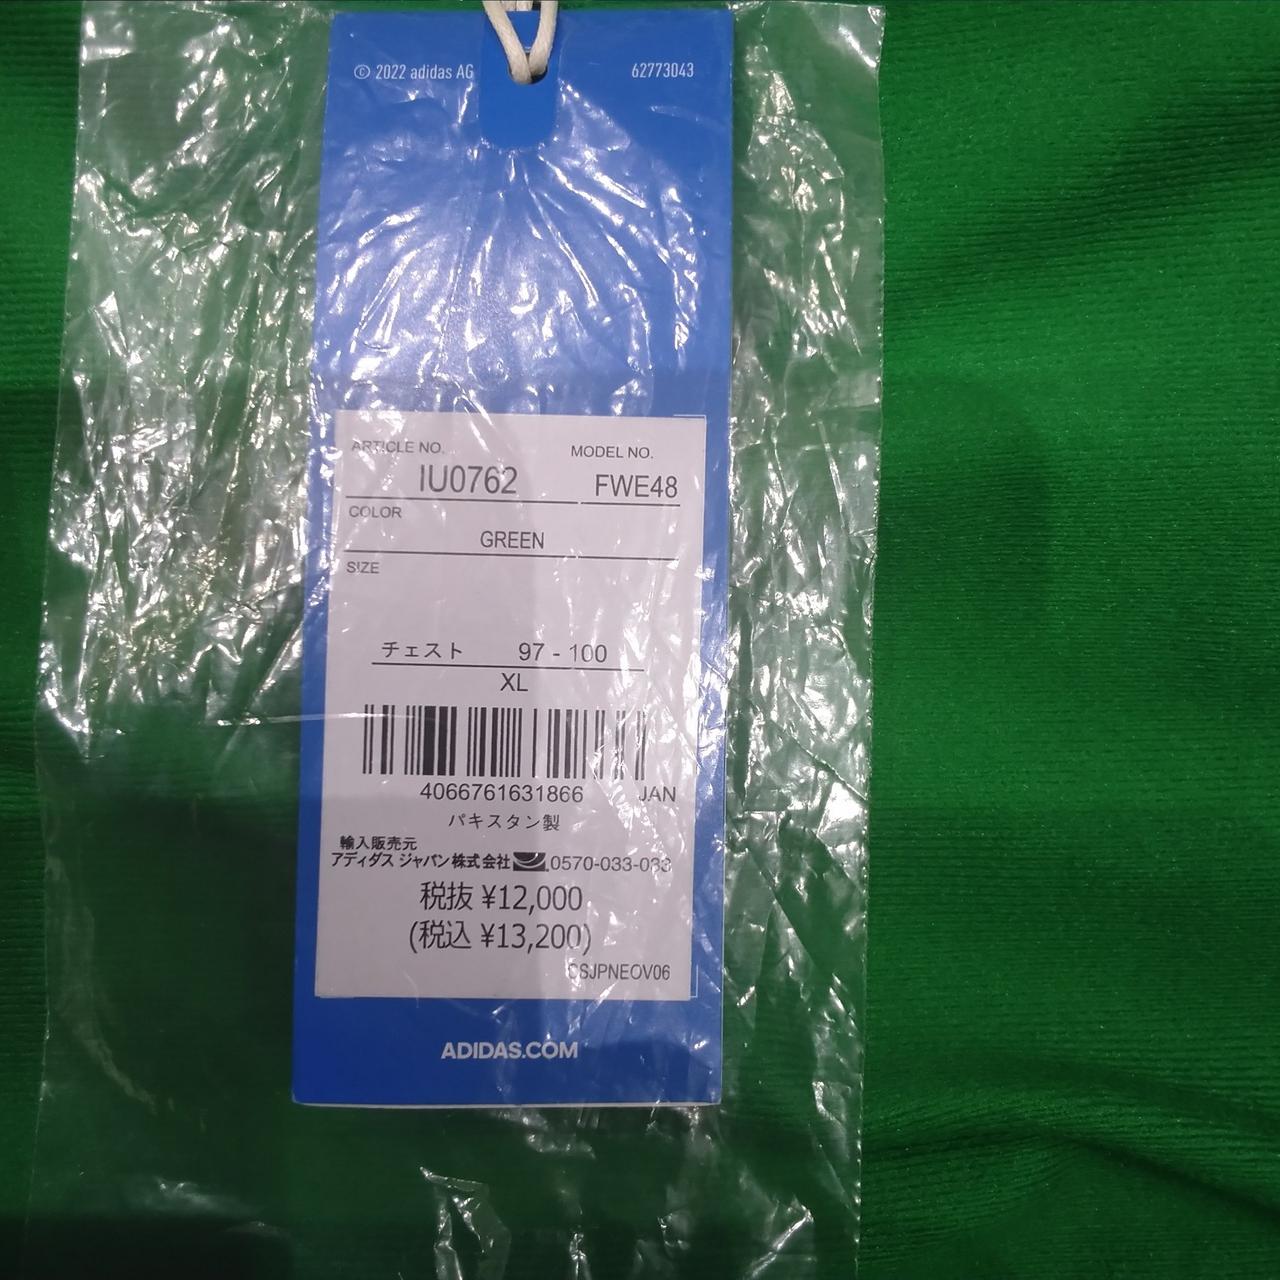 © 2022 adidas AG 62773043
ARTICLE NO. MODEL NO.
IU0762 FWE48
COLOR
GREEN
SIZE
チェスト 97 - 100
XL
4066761631866 JAN
パキスタン製
輸入販売元
アディダス ジャパン株式会社 0570-033-033
税抜 ¥12,000
(税込 ¥13,200)
CSJPNEOV06
ADIDAS.COM